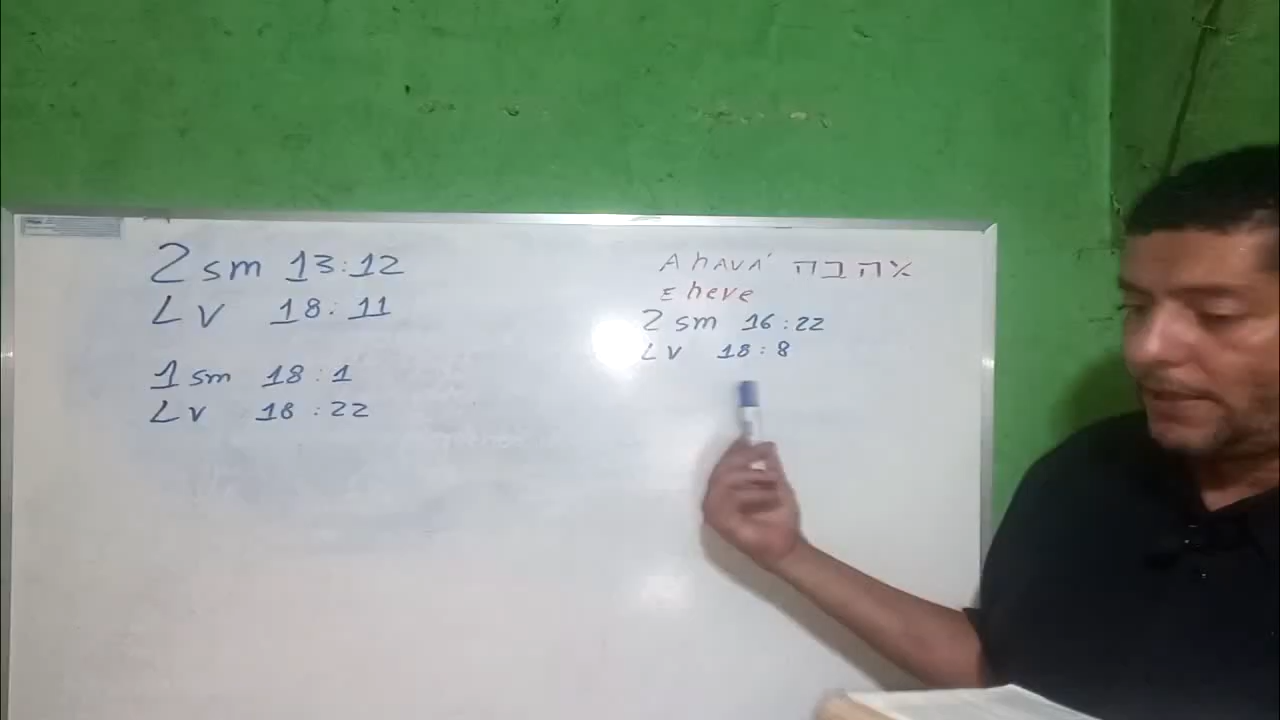 2 sm 13:12
Lv 18:11
1 sm 18:1
Lv 18:22
Ahavá אהבה
Eheve
2 sm 16:22
Lv 18:8